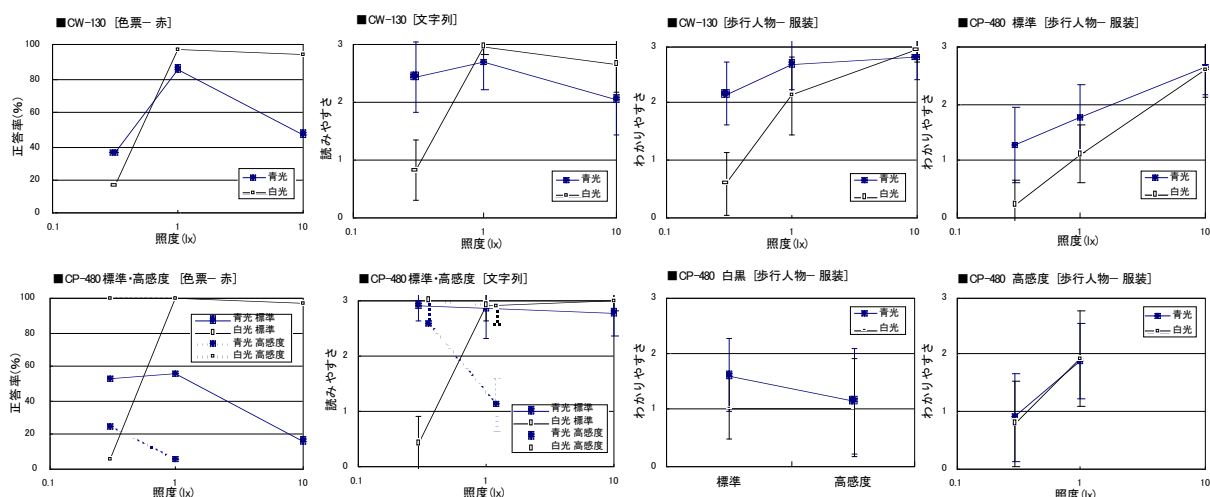 ■CW-130 [色票－赤]
100
80
60
40
20
0
正答率(%)
青光
白光
0.1
1
10
照度(lx)
■CW-130 [文字列]
3
2
1
0
読みやすさ
青光
白光
0.1
1
10
照度(lx)
■CW-130 [歩行人物－服装]
3
2
1
0
わかりやすさ
青光
白光
0.1
1
10
照度(lx)
■CP-480 標準 [歩行人物－服装]
3
2
1
0
わかりやすさ
青光
白光
0.1
1
10
照度(lx)
■CP-480 標準・高感度 [色票－赤]
100
80
60
40
20
0
正答率(%)
青光 標準
白光 標準
青光 高感度
白光 高感度
0.1
1
10
照度(lx)
■CP-480 標準・高感度 [文字列]
3
2
1
0
読みやすさ
青光 標準
白光 標準
青光 高感度
白光 高感度
0.1
1
10
照度(lx)
■CP-480 白黒 [歩行人物－服装]
3
2
1
0
わかりやすさ
青光
白光
標準
高感度
■CP-480 高感度 [歩行人物－服装]
3
2
1
0
わかりやすさ
青光
白光
0.1
1
10
照度(lx)